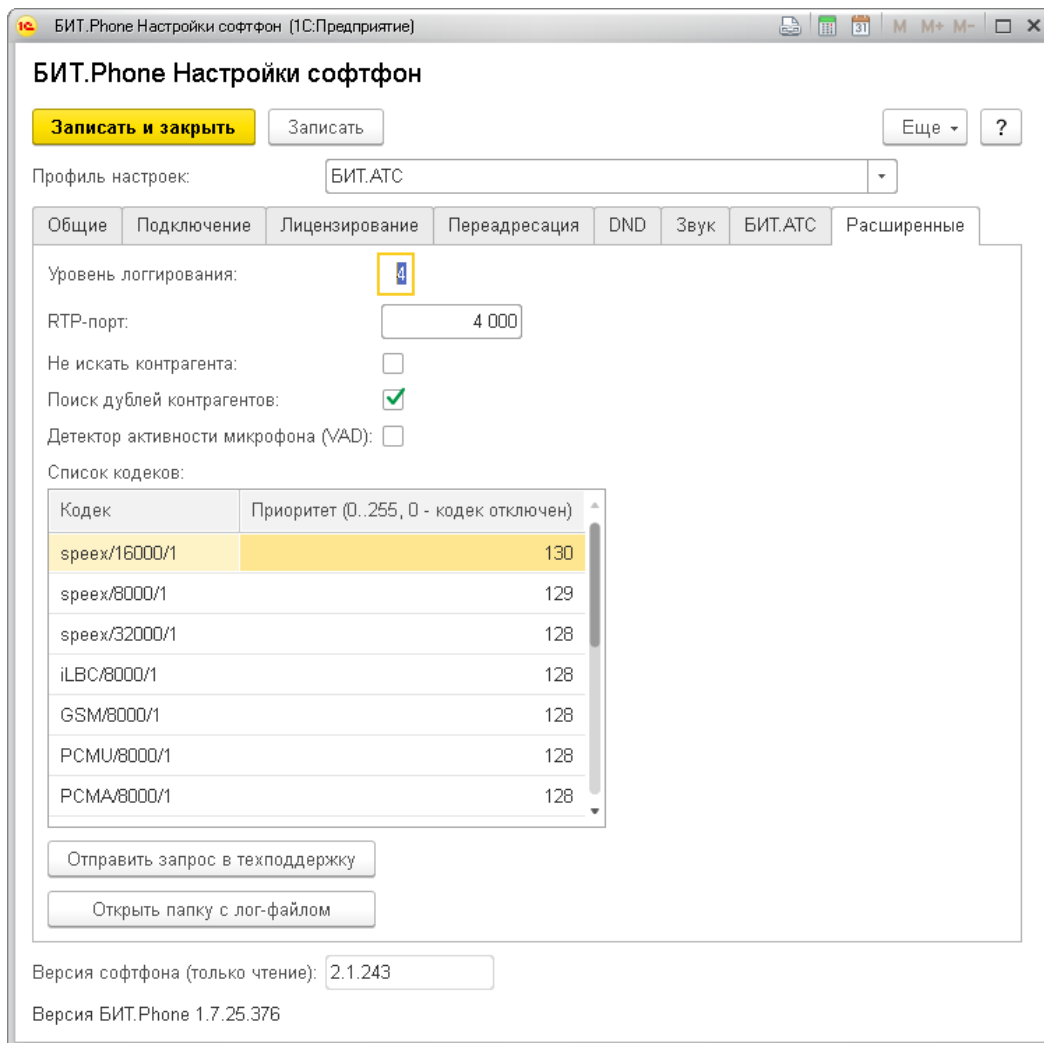 БИТ.Phone Настройки софтфон (1С:Предприятие) 31 M M+ M-
БИТ.Phone Настройки софтфон
Записать и закрыть Записать Еще ?
Профиль настроек: БИТ.АТС
Общие Подключение Лицензирование Переадресация DND Звук БИТ.АТС Расширенные
Уровень логгирования: 4
RTP-порт: 4 000
Не искать контрагента:
Поиск дублей контрагентов:
Детектор активности микрофона (VAD):
Список кодеков:
Кодек Приоритет (0..255, 0 - кодек отключен)
speex/16000/1 130
speex/8000/1 129
speex/32000/1 128
iLBC/8000/1 128
GSM/8000/1 128
PCMU/8000/1 128
PCMA/8000/1 128
Отправить запрос в техподдержку
Открыть папку с лог-файлом
Версия софтфона (только чтение): 2.1.243
Версия БИТ.Phone 1.7.25.376